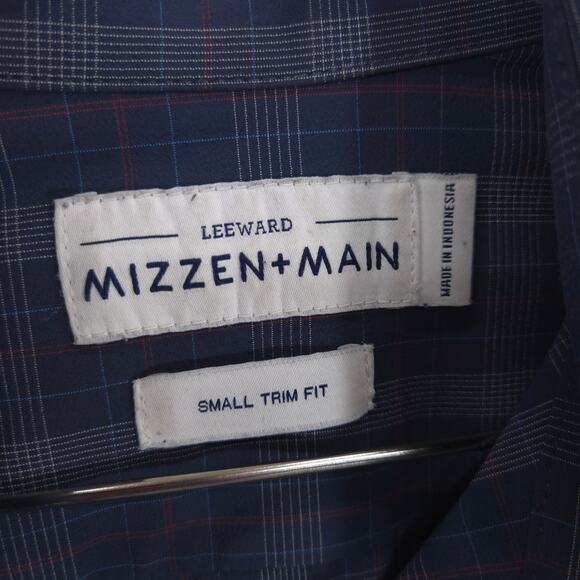 LEEWARD
MIZZEN+MAIN
MADE IN INDONESIA
SMALL TRIM FIT